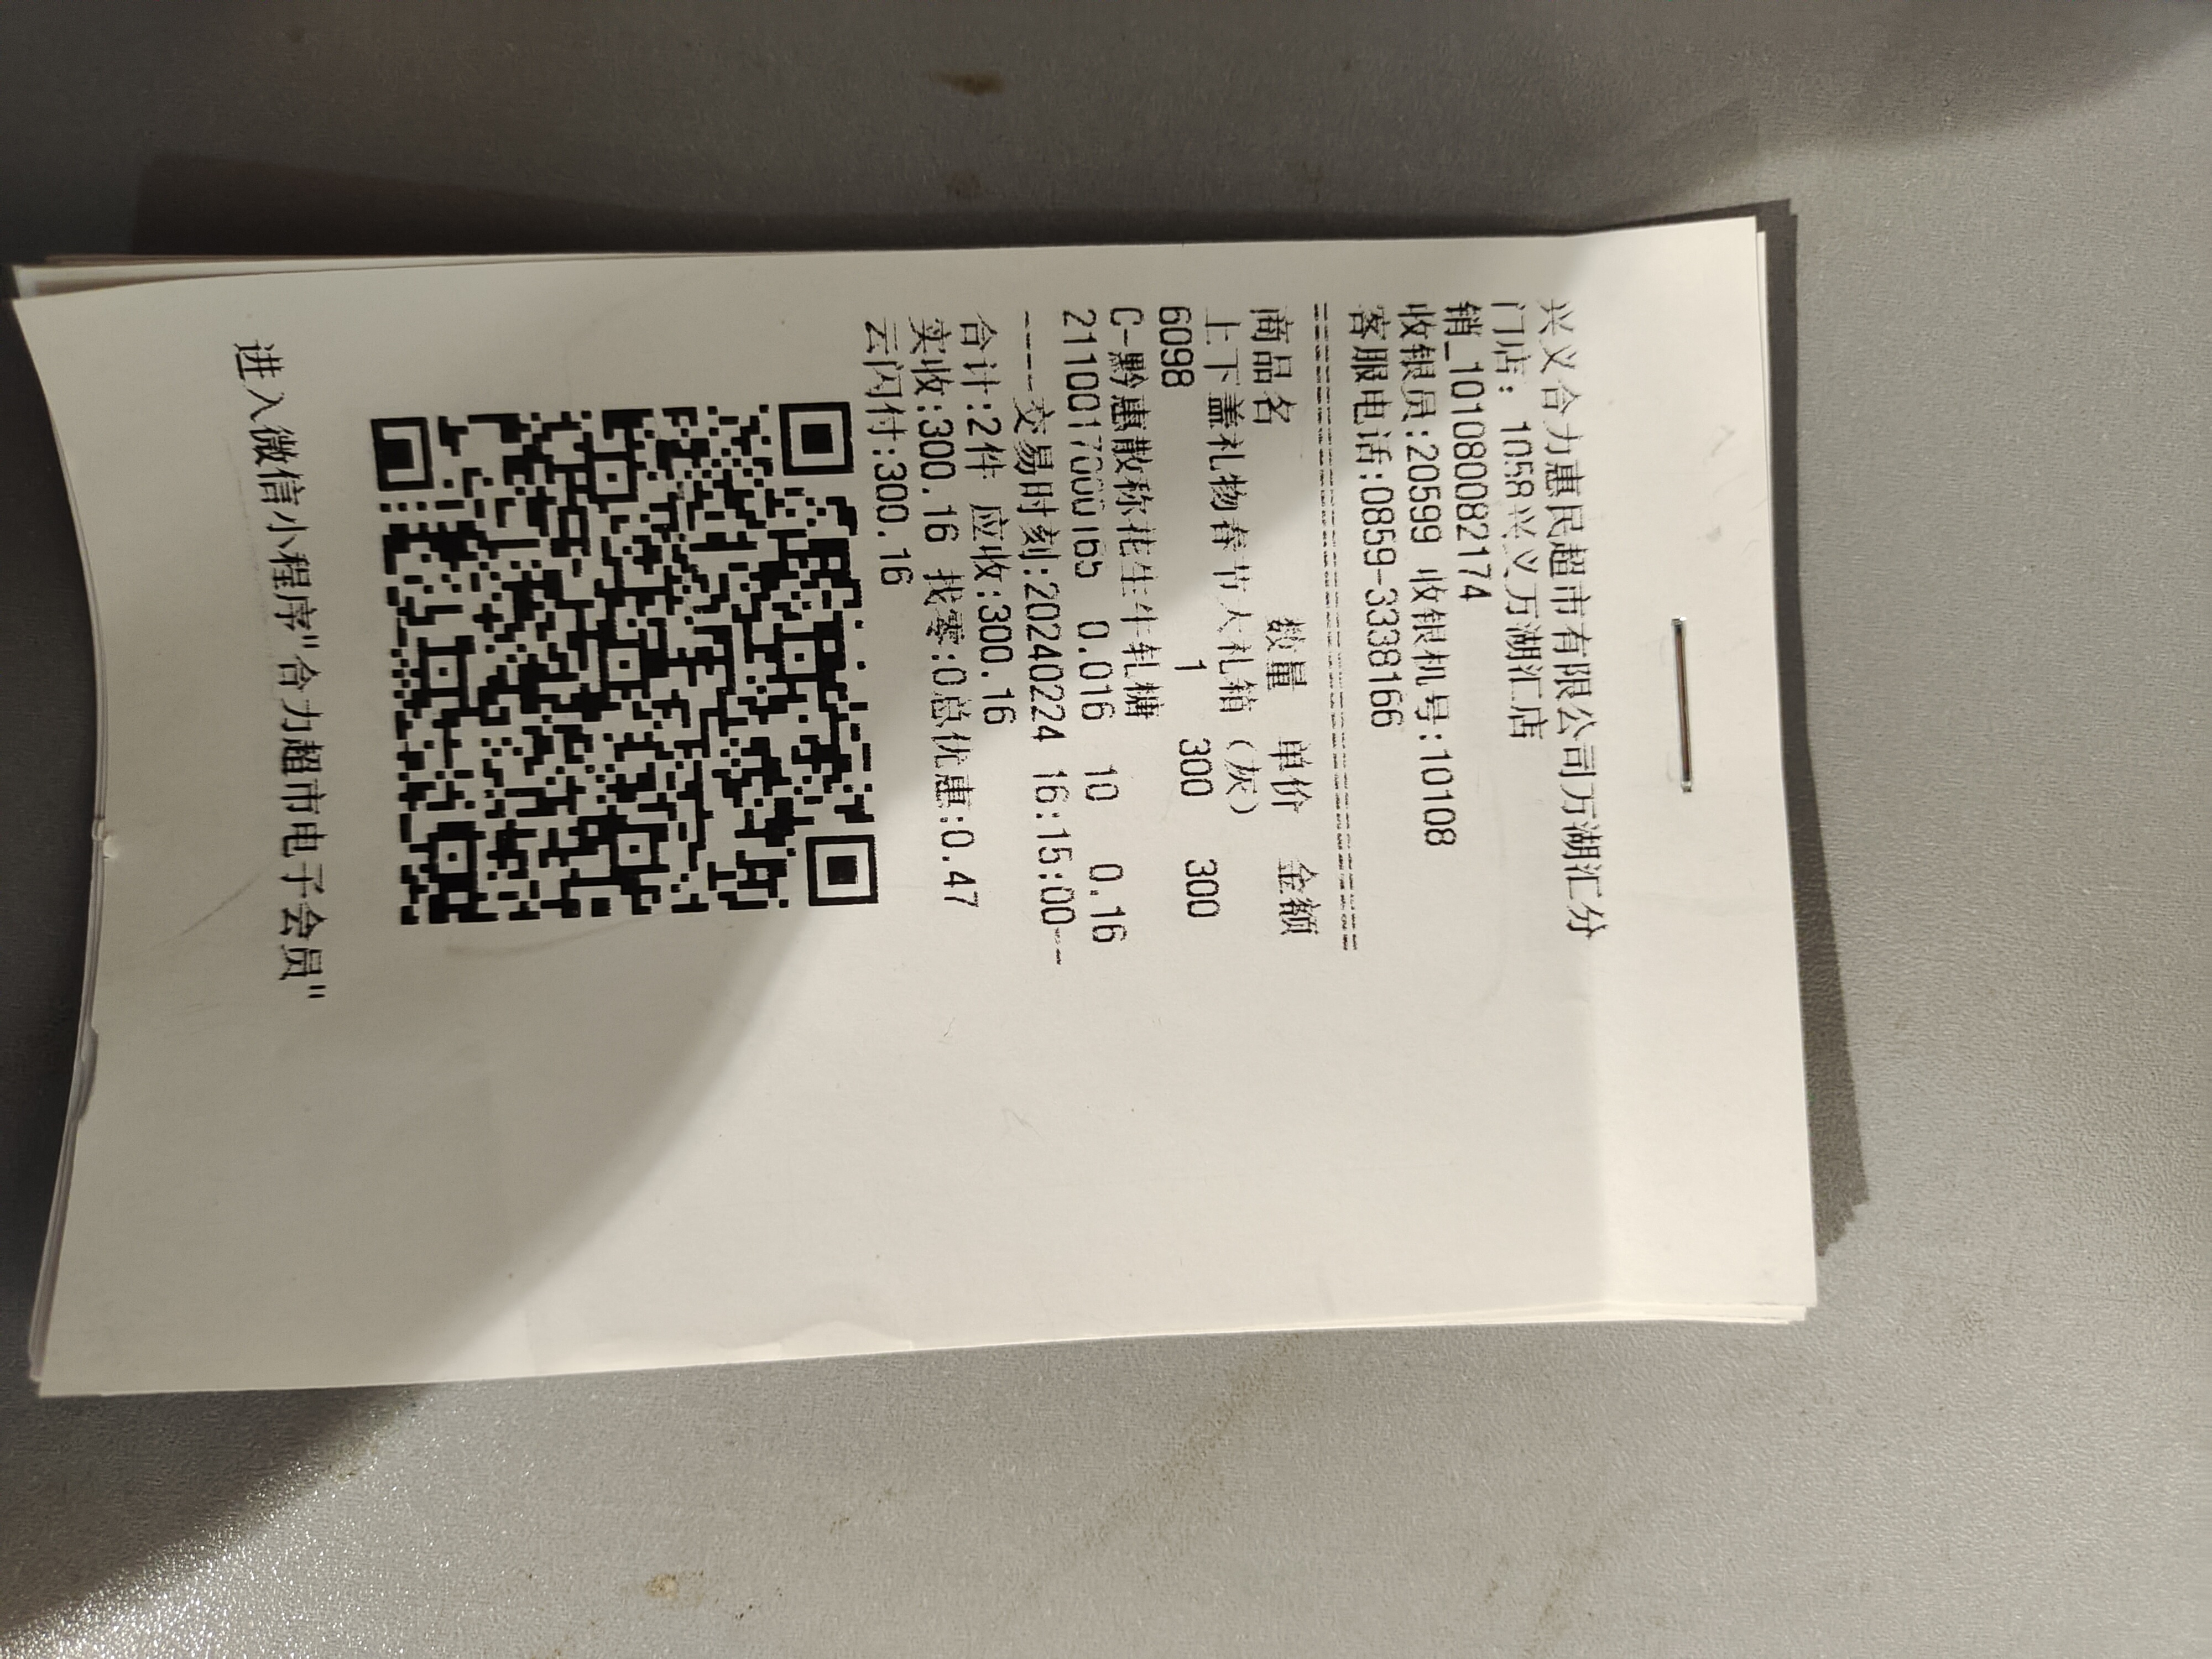 兴义合力惠民超市有限公司万湖汇分
门店: 1058兴义万湖汇店
销_101080082174
收银员:20599 收银机号:10108
客服电话:0859-3338166
================================
商品名 数量 单价 金额
上下盖礼物春节大礼箱（灰）
6098 1 300 300
C-黔惠散称花生牛轧糖
2110017000165 0.016 10 0.16
----交易时刻:20240224 16:15:00--
合计:2件 应收:300.16
实收:300.16 找零:0总优惠:0.47
云闪付:300.16
进入微信小程序"合力超市电子会员"